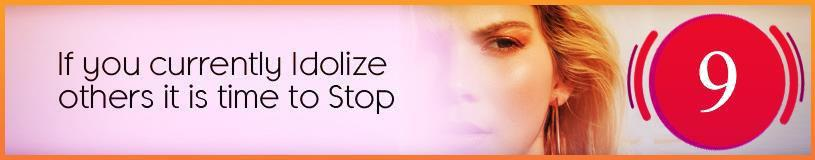 If you currently Idolize
others it is time to Stop
9